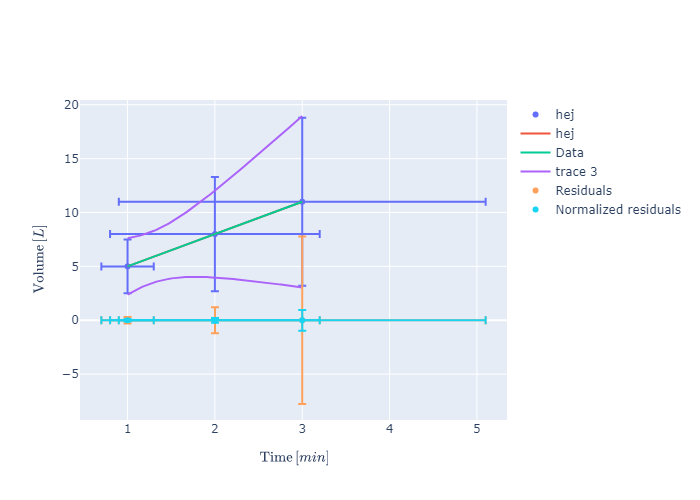 20
15
10
5
0
−5
1
2
3
4
5
Volume [L]
Time [min]
hej
hej
Data
trace 3
Residuals
Normalized residuals